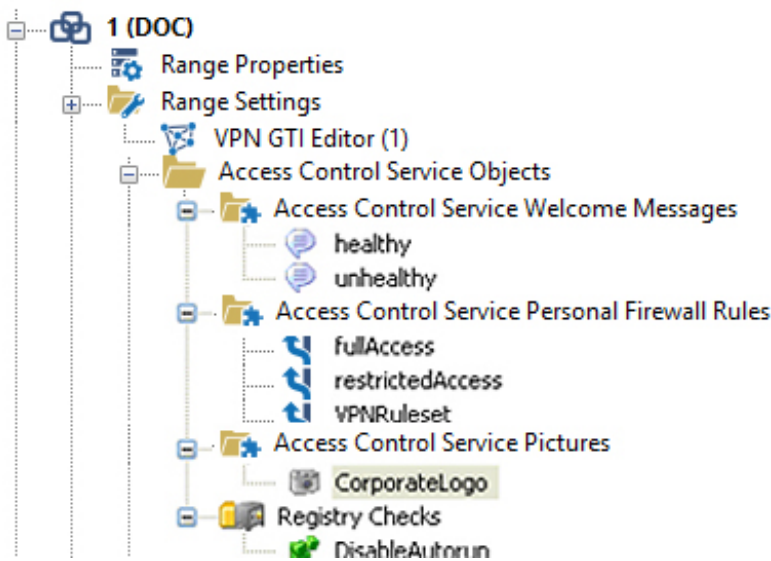 1 (DOC)
Range Properties
Range Settings
VPN GTI Editor (1)
Access Control Service Objects
Access Control Service Welcome Messages
healthy
unhealthy
Access Control Service Personal Firewall Rules
fullAccess
restrictedAccess
VPNRuleset
Access Control Service Pictures
CorporateLogo
Registry Checks
DisableAutorun